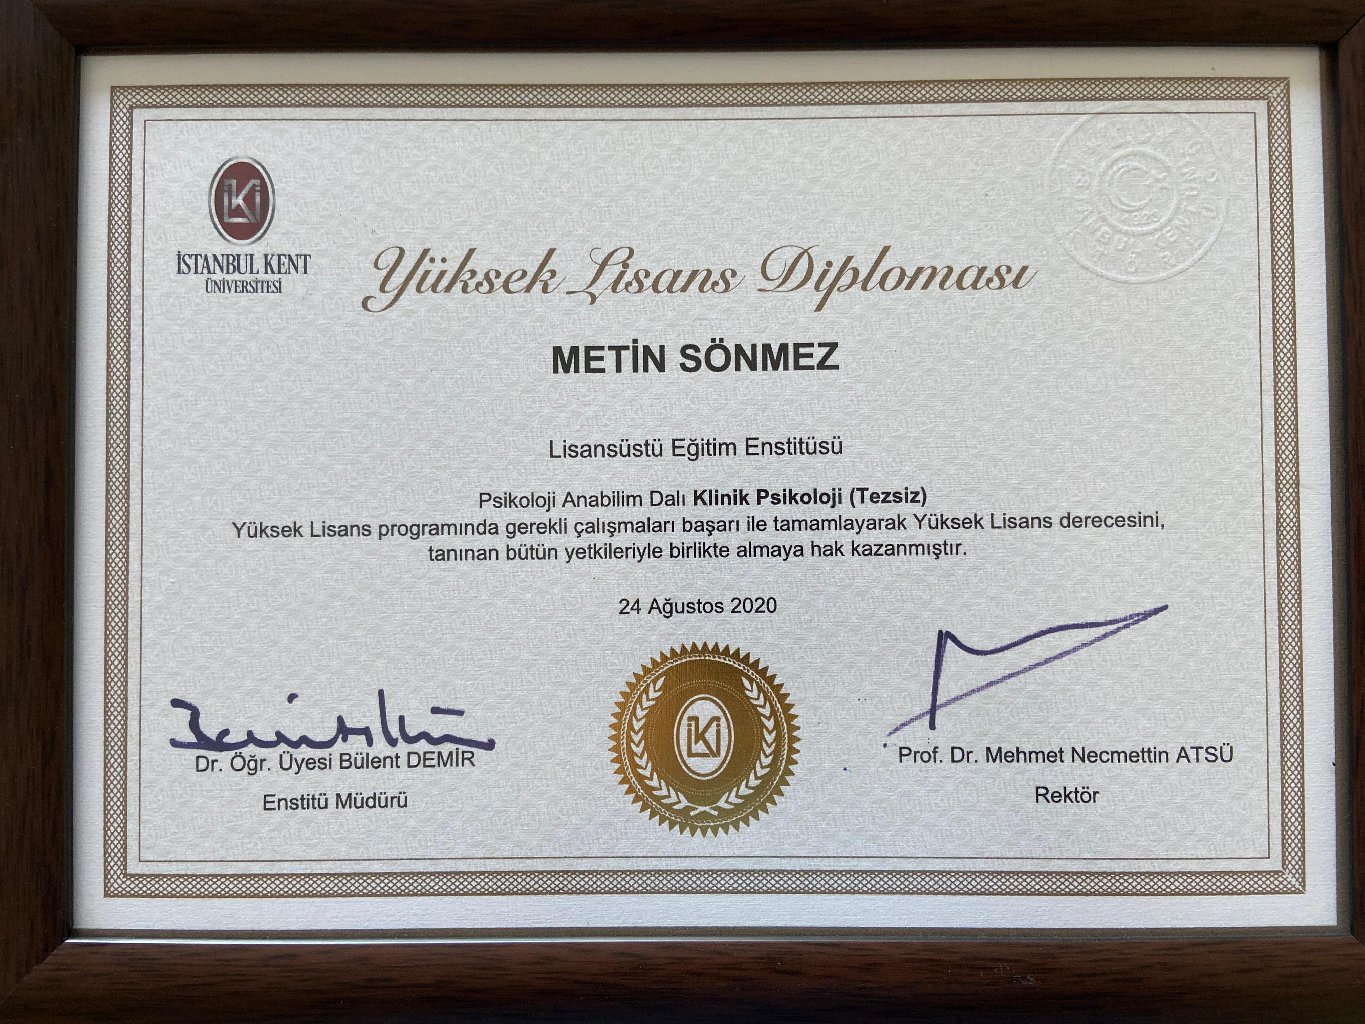 İSTANBUL KENT
ÜNİVERSİTESİ
Yüksek Lisans Diploması
METİN SÖNMEZ
Lisansüstü Eğitim Enstitüsü
Psikoloji Anabilim Dalı Klinik Psikoloji (Tezsiz)
Yüksek Lisans programında gerekli çalışmaları başarı ile tamamlayarak Yüksek Lisans derecesini,
tanınan bütün yetkileriyle birlikte almaya hak kazanmıştır.
24 Ağustos 2020
Dr. Öğr. Üyesi Bülent DEMİR
Enstitü Müdürü
Prof. Dr. Mehmet Necmettin ATSÜ
Rektör